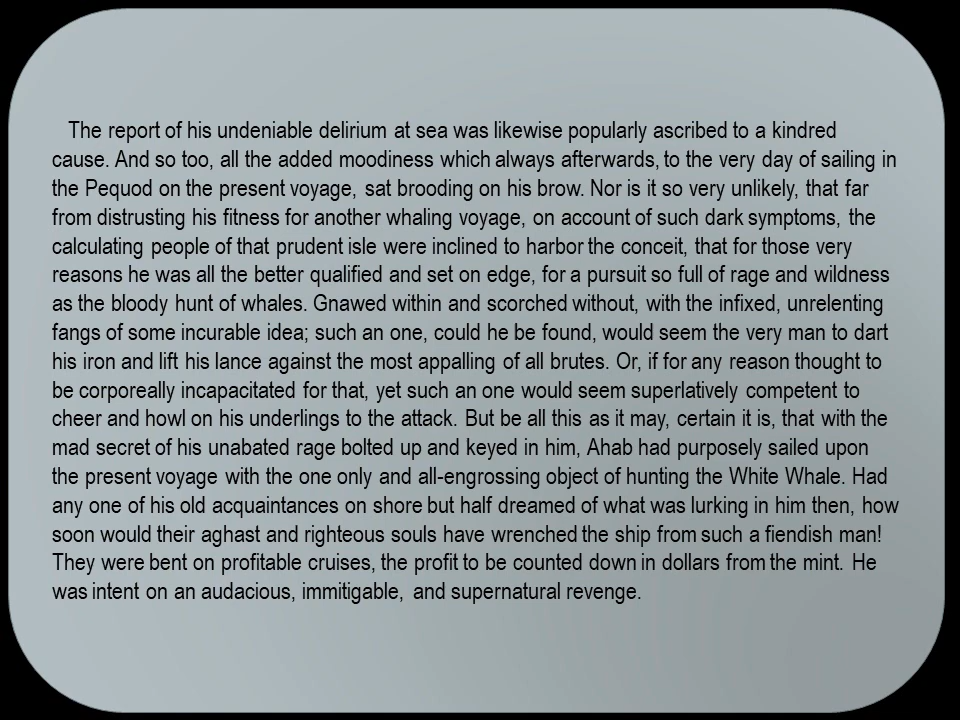 The report of his undeniable delirium at sea was likewise popularly ascribed to a kindred
cause. And so too, all the added moodiness which always afterwards, to the very day of sailing in
the Pequod on the present voyage, sat brooding on his brow. Nor is it so very unlikely, that far
from distrusting his fitness for another whaling voyage, on account of such dark symptoms, the
calculating people of that prudent isle were inclined to harbor the conceit, that for those very
reasons he was all the better qualified and set on edge, for a pursuit so full of rage and wildness
as the bloody hunt of whales. Gnawed within and scorched without, with the infixed, unrelenting
fangs of some incurable idea; such an one, could he be found, would seem the very man to dart
his iron and lift his lance against the most appalling of all brutes. Or, if for any reason thought to
be corporeally incapacitated for that, yet such an one would seem superlatively competent to
cheer and howl on his underlings to the attack. But be all this as it may, certain it is, that with the
mad secret of his unabated rage bolted up and keyed in him, Ahab had purposely sailed upon
the present voyage with the one only and all-engrossing object of hunting the White Whale. Had
any one of his old acquaintances on shore but half dreamed of what was lurking in him then, how
soon would their aghast and righteous souls have wrenched the ship from such a fiendish man!
They were bent on profitable cruises, the profit to be counted down in dollars from the mint. He
was intent on an audacious, immitigable, and supernatural revenge.